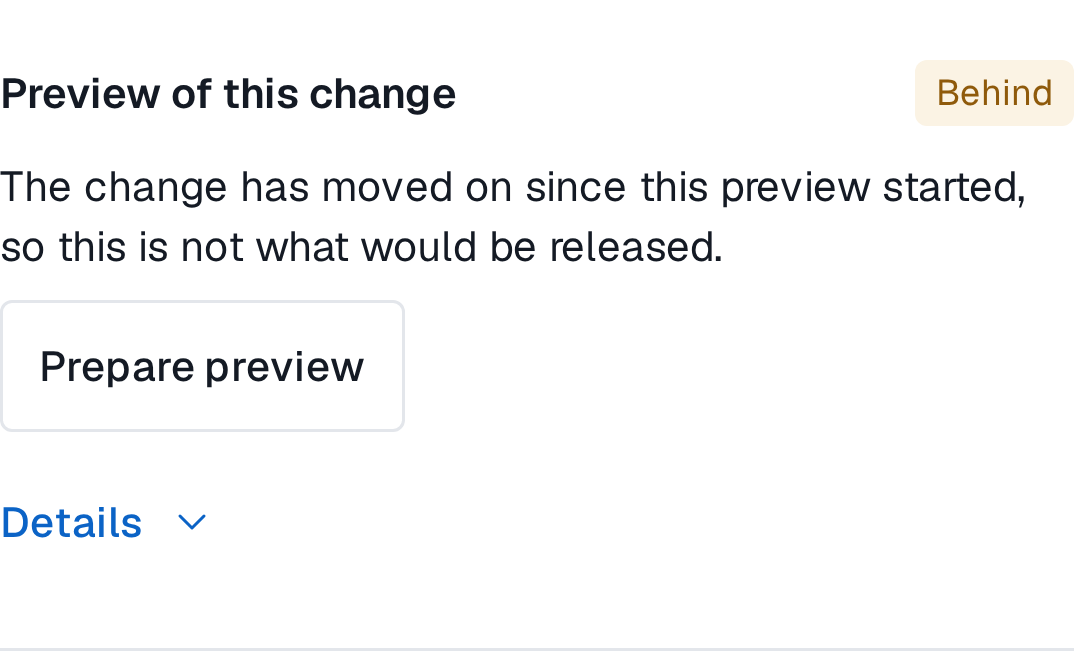 Preview of this change
Behind
The change has moved on since this preview started,
so this is not what would be released.
Prepare preview
Details